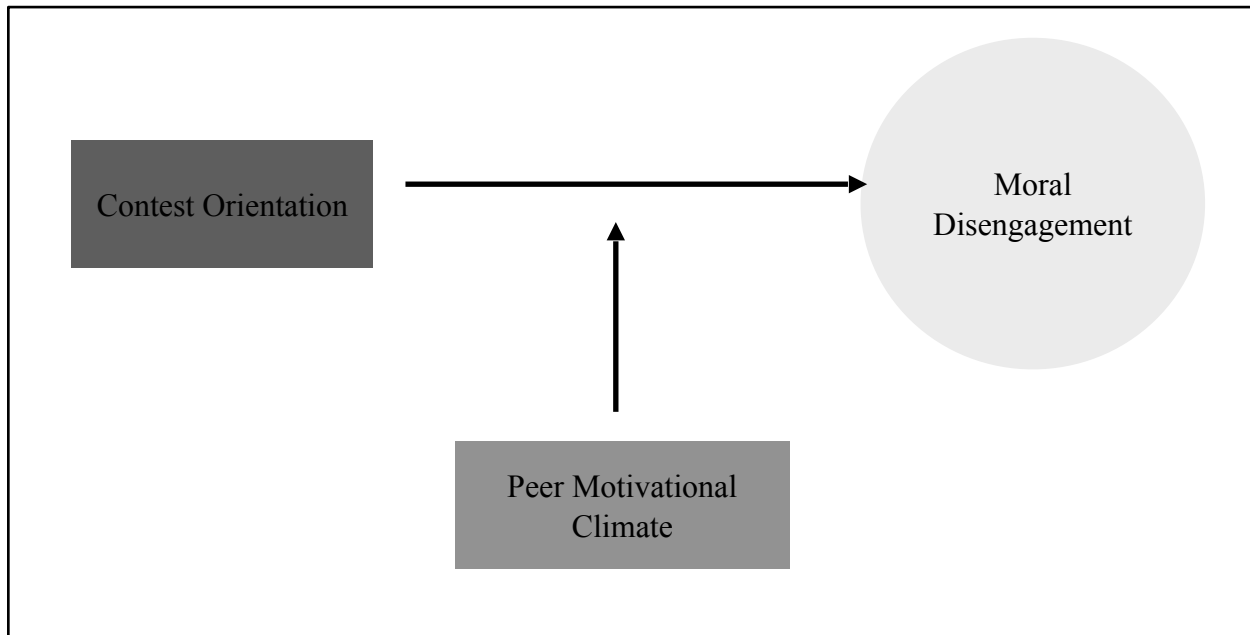 Contest Orientation
Moral
Disengagement
Peer Motivational
Climate